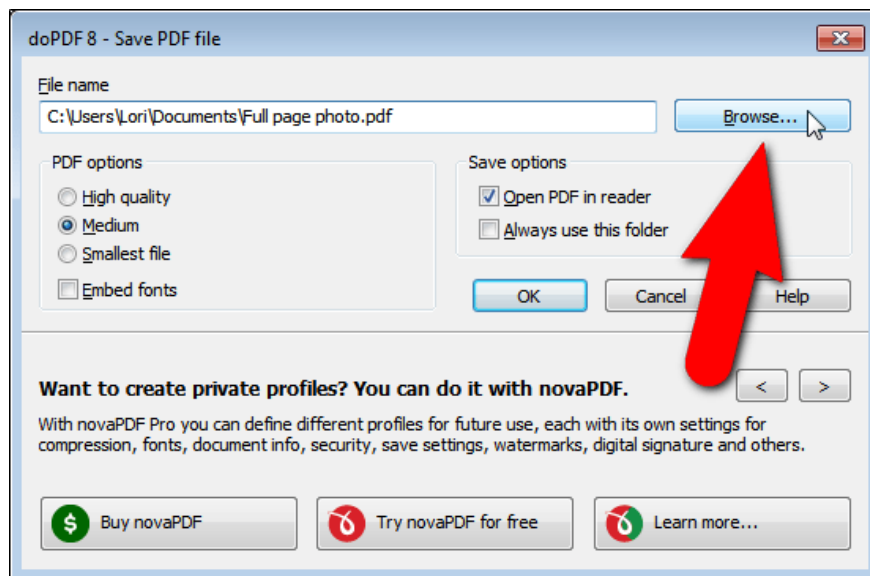 doPDF 8 - Save PDF file
File name
C:\Users\Lori\Documents\Full page photo.pdf
Browse...
PDF options
High quality
Medium
Smallest file
Embed fonts
Save options
Open PDF in reader
Always use this folder
OK
Cancel
Help
Want to create private profiles? You can do it with novaPDF.
<
>
With novaPDF Pro you can define different profiles for future use, each with its own settings for
compression, fonts, document info, security, save settings, watermarks, digital signature and others.
$
Buy novaPDF
Try novaPDF for free
Learn more...